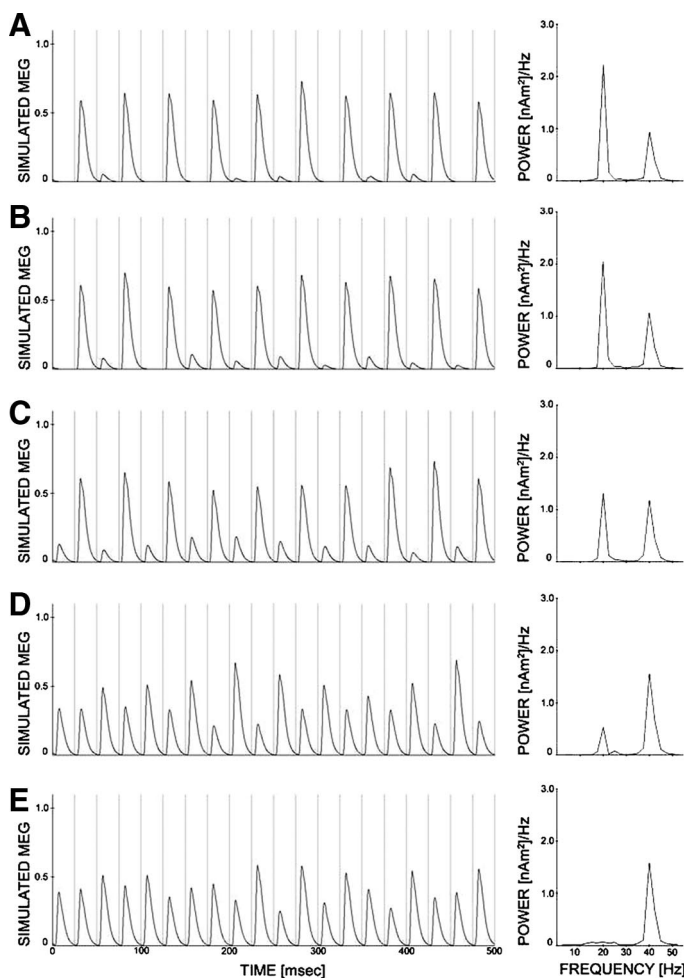 A
SIMULATED MEG
1.0
0.5
0
POWER [nAm²]/Hz
3.0
2.0
1.0
0
B
SIMULATED MEG
1.0
0.5
0
POWER [nAm²]/Hz
3.0
2.0
1.0
0
C
SIMULATED MEG
1.0
0.5
0
POWER [nAm²]/Hz
3.0
2.0
1.0
0
D
SIMULATED MEG
1.0
0.5
0
POWER [nAm²]/Hz
3.0
2.0
1.0
0
E
SIMULATED MEG
1.0
0.5
0
0 100 200 300 400 500
TIME [msec]
POWER [nAm²]/Hz
3.0
2.0
1.0
0
10 20 30 40 50
FREQUENCY [Hz]